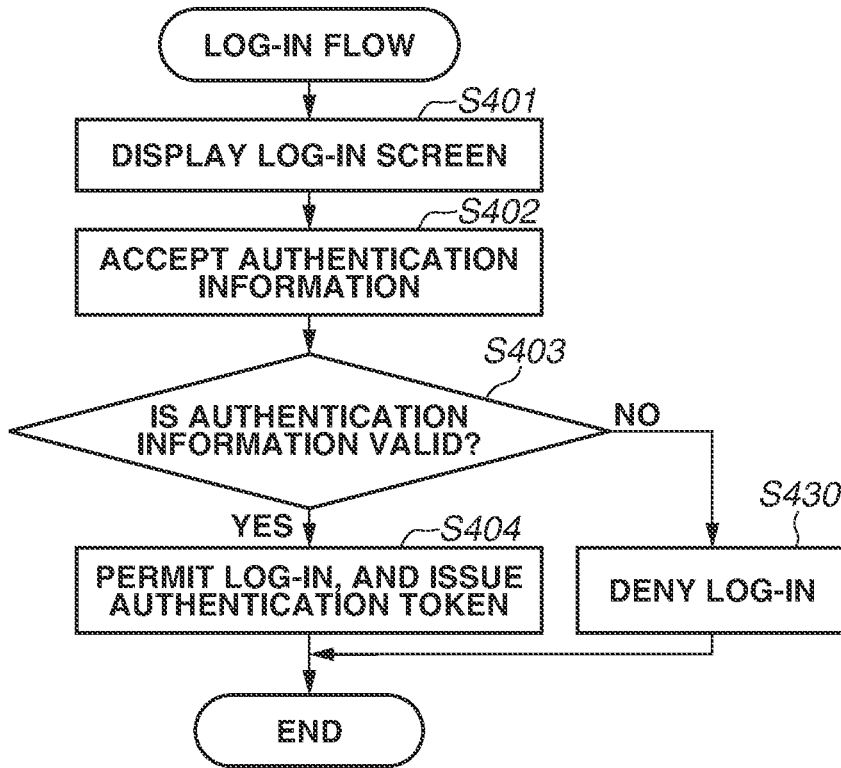 LOG-IN FLOW
S401
DISPLAY LOG-IN SCREEN
S402
ACCEPT AUTHENTICATION
INFORMATION
S403
IS AUTHENTICATION
INFORMATION VALID?
NO
YES
S404
S430
PERMIT LOG-IN, AND ISSUE
AUTHENTICATION TOKEN
DENY LOG-IN
END